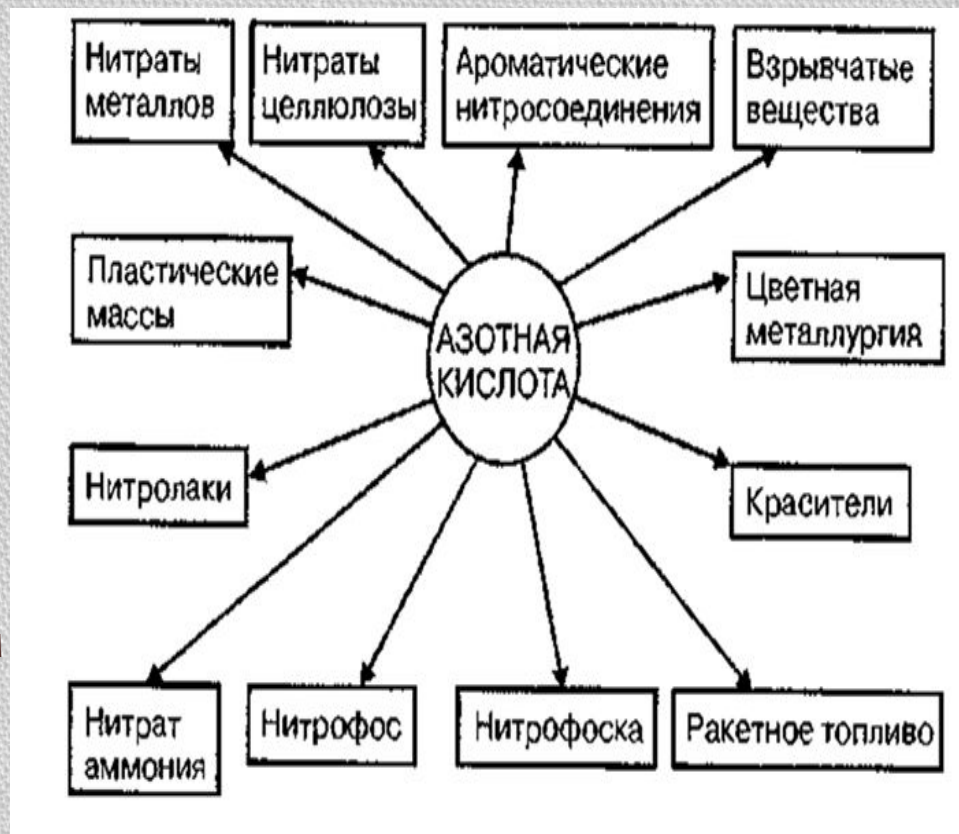 Нитраты
металлов
Нитраты
целлюлозы
Ароматические
нитросоединения
Взрывчатые
вещества
Пластические
массы
АЗОТНАЯ
КИСЛОТА
Цветная
металлургия
Нитролаки
Красители
Нитрат
аммония
Нитрофос
Нитрофоска
Ракетное топливо